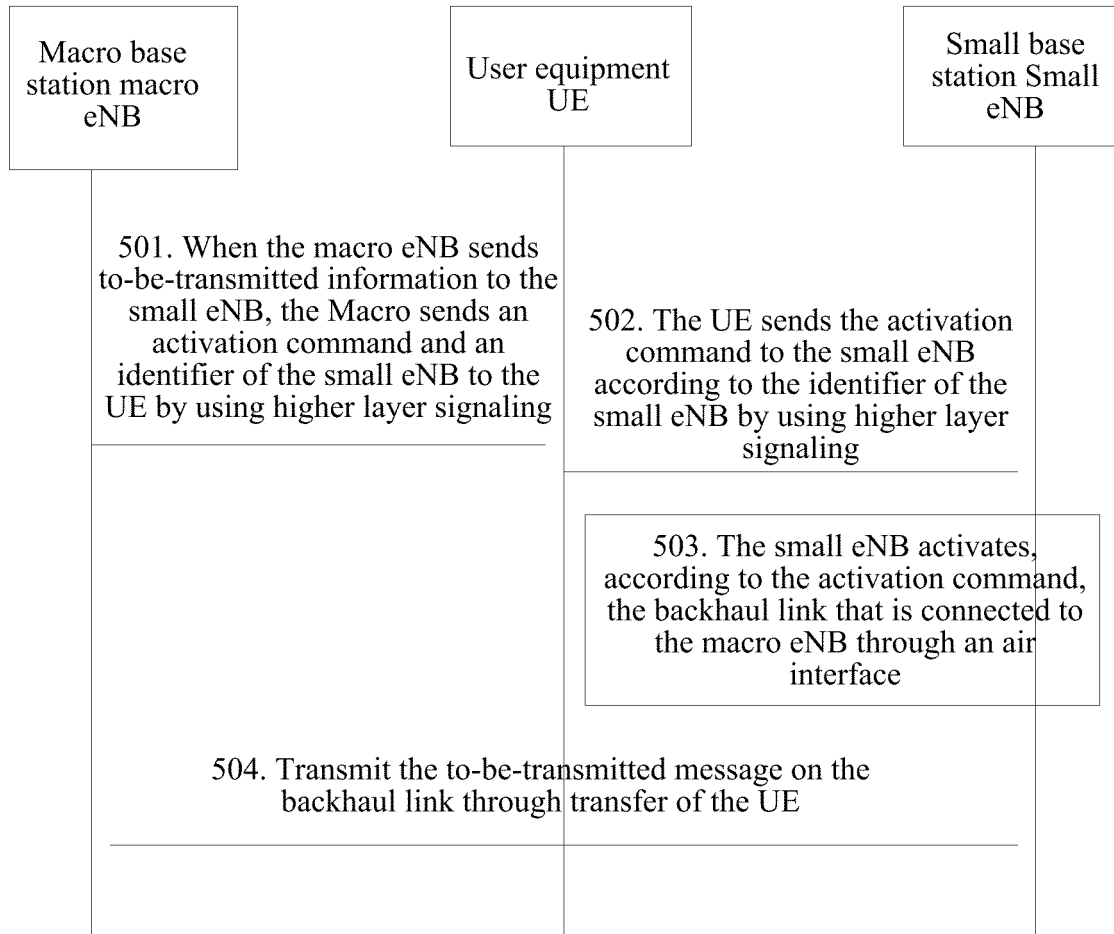 Macro base
station macro
eNB
User equipment
UE
Small base
station Small
eNB
501. When the macro eNB sends
to-be-transmitted information to the
small eNB, the Macro sends an
activation command and an
identifier of the small eNB to the
UE by using higher layer signaling
502. The UE sends the activation
command to the small eNB
according to the identifier of the
small eNB by using higher layer
signaling
503. The small eNB activates,
according to the activation command,
the backhaul link that is connected to
the macro eNB through an air
interface
504. Transmit the to-be-transmitted message on the
backhaul link through transfer of the UE